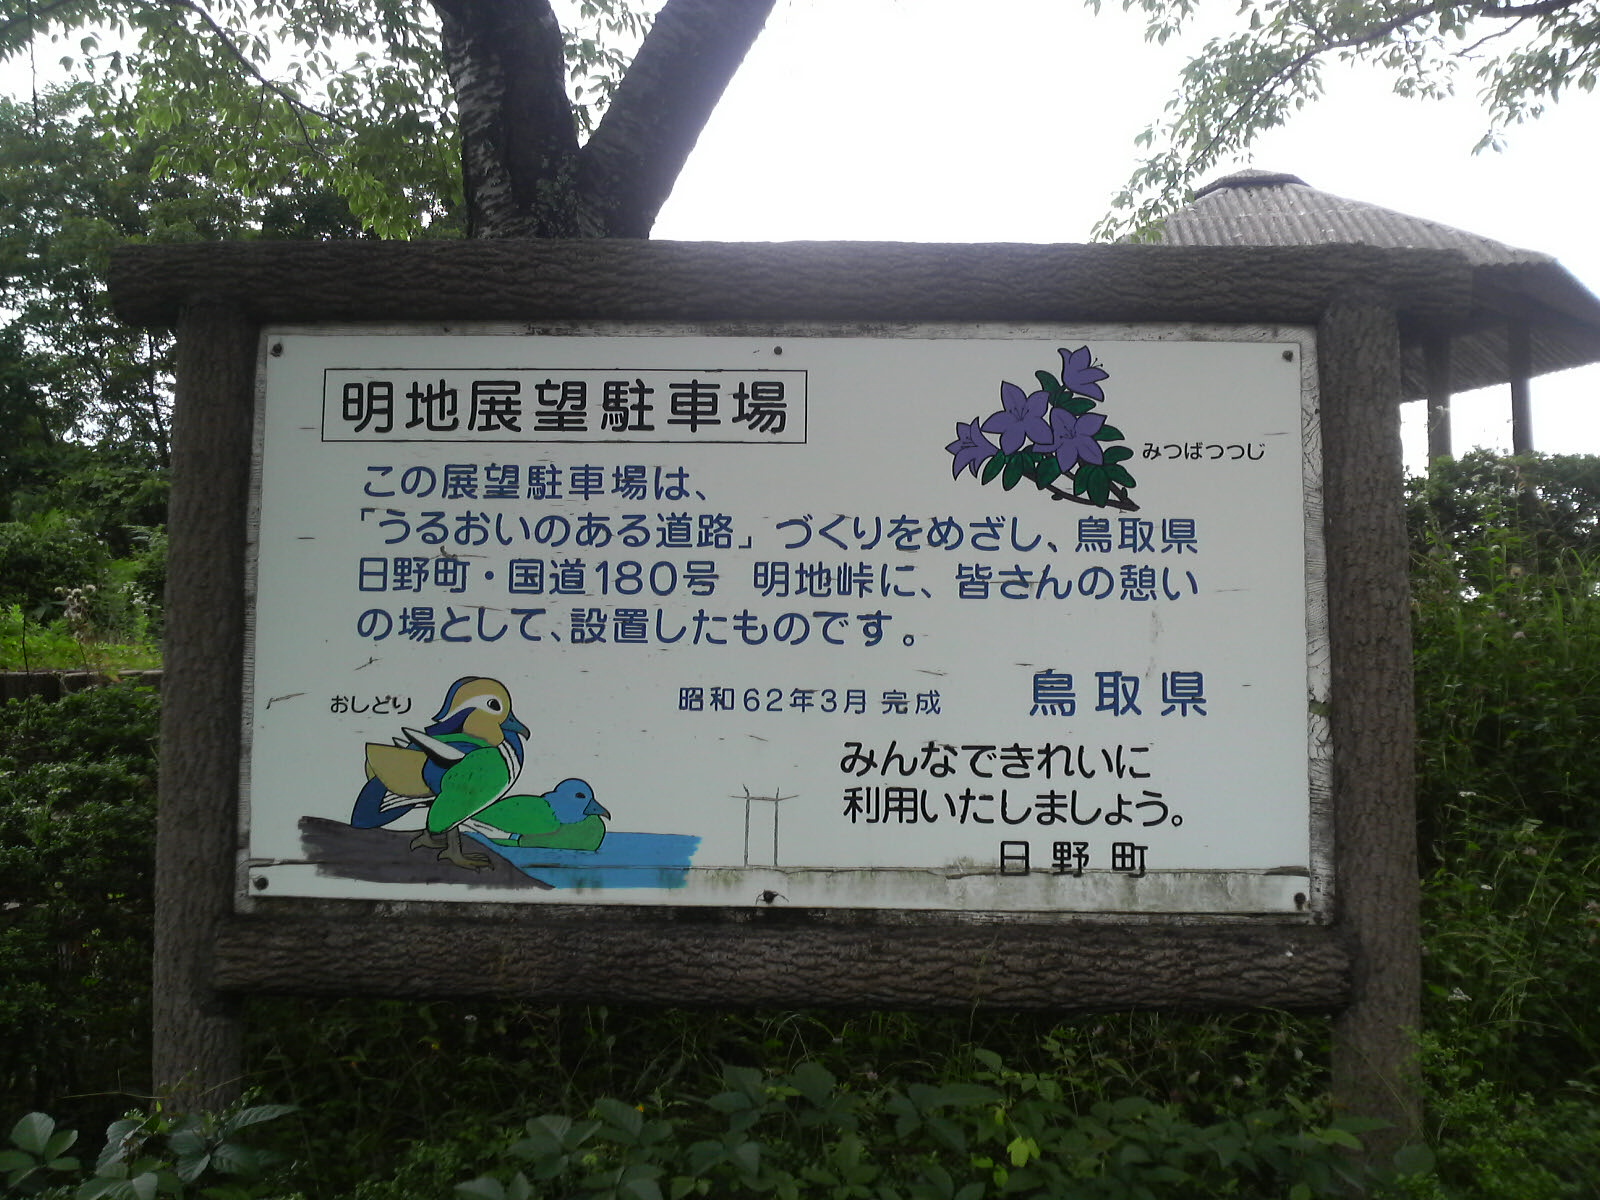 明地展望駐車場
みつばつつじ
この展望駐車場は、
「うるおいのある道路」づくりをめざし、鳥取県
日野町・国道180号 明地峠に、皆さんの憩い
の場として、設置したものです。
おしどり
昭和62年3月 完成 鳥取県
みんなできれいに
利用いたしましょう。
日野町